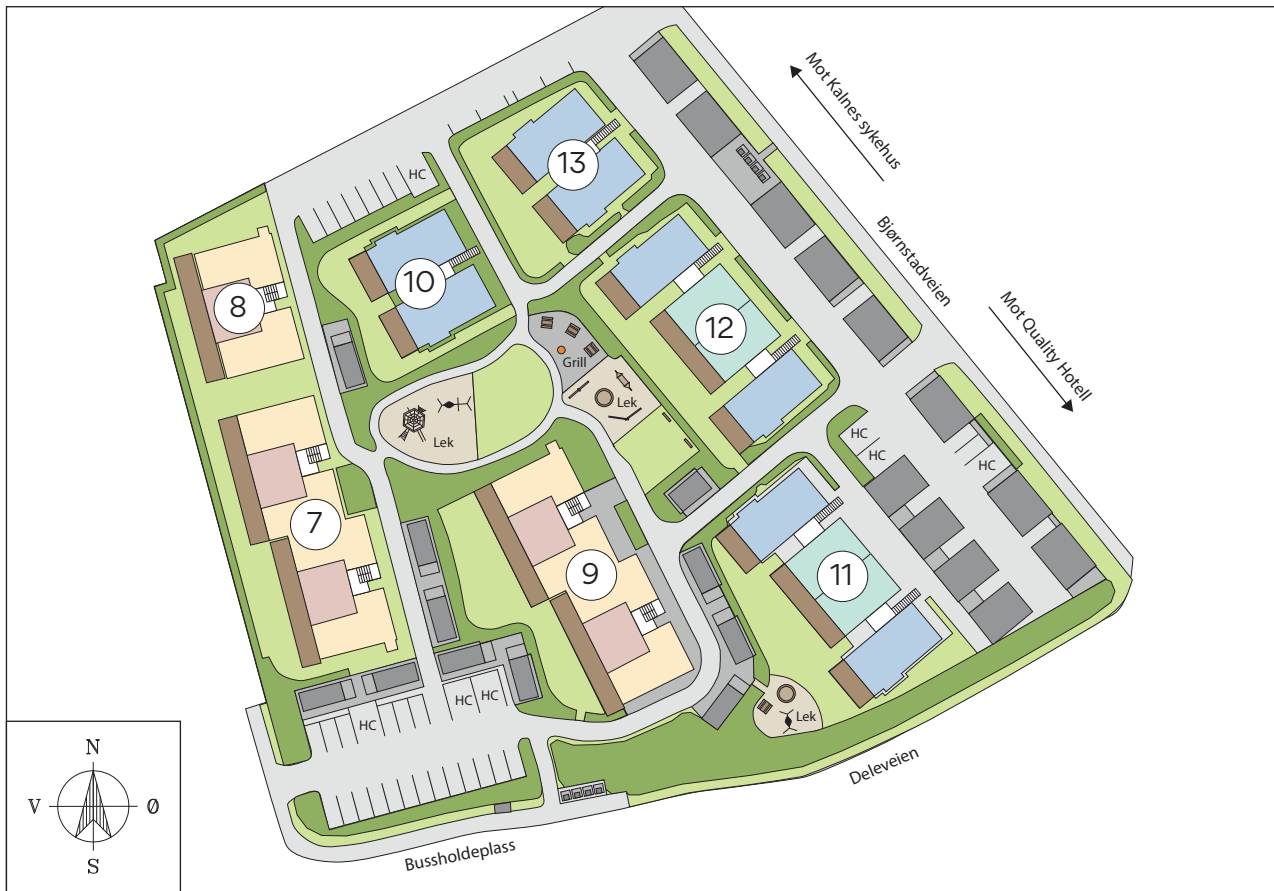 Mot Kalnes sykehus
13
HC
Bjørnstadveien
10
8
12
Mot Quality Hotell
Grill
Lek
Lek
HC
HC
HC
7
9
11
HC
HC
HC
Lek
Deleveien
Bussholdeplass
N
V
Ø
S